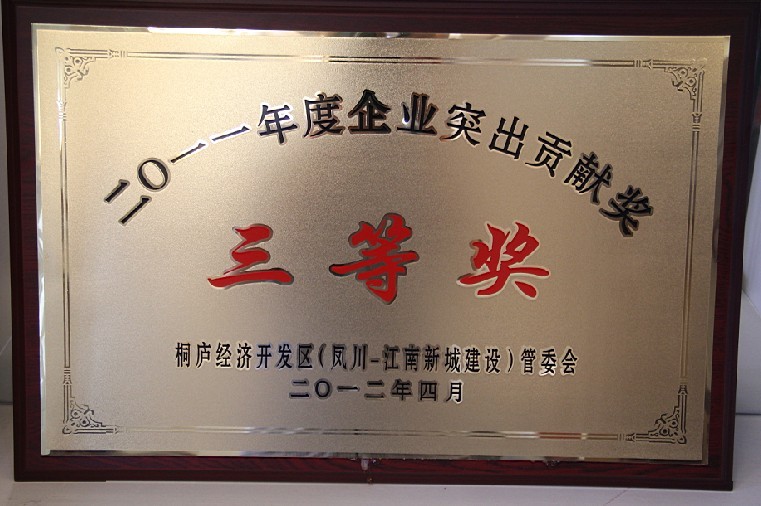 二〇一一年度企业突出贡献奖
三等奖
桐庐经济开发区(凤川-江南新城建设)管委会
二〇一二年四月